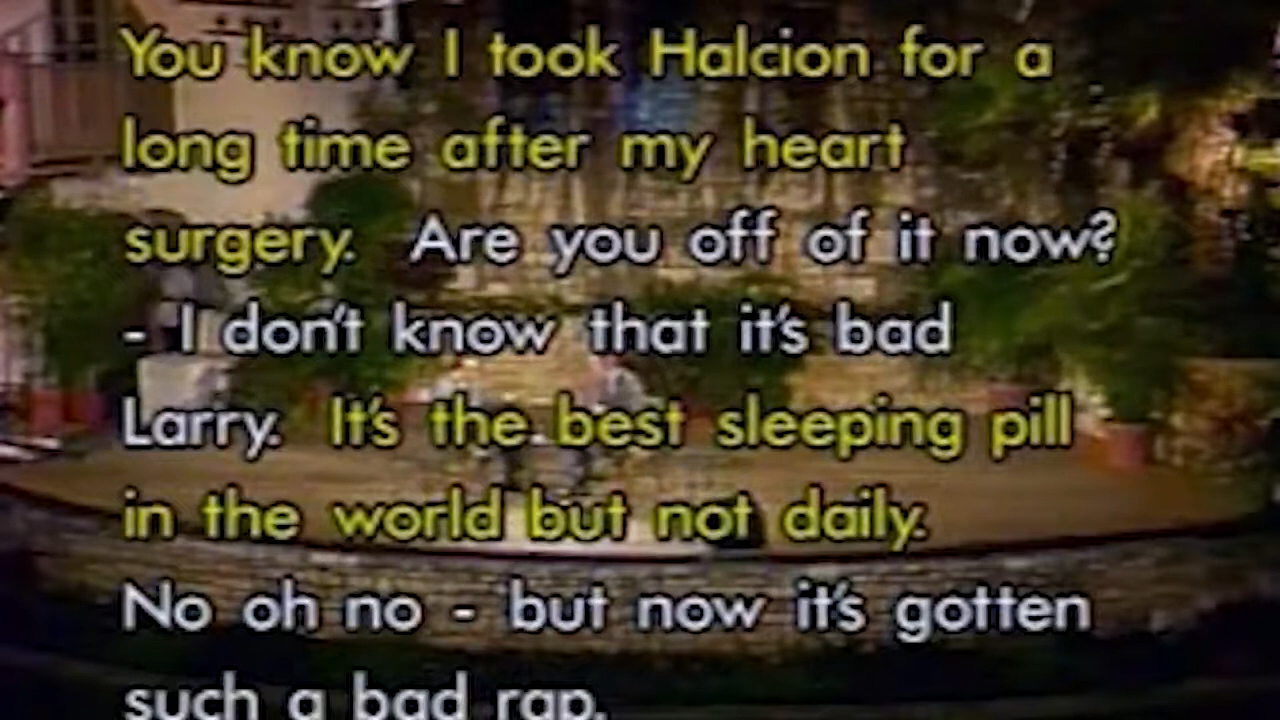 You know I took Halcion for a
long time after my heart
surgery. Are you off of it now?
- I don't know that it's bad
Larry. It's the best sleeping pill
in the world but not daily.
No oh no - but now it's gotten
such a bad rap.